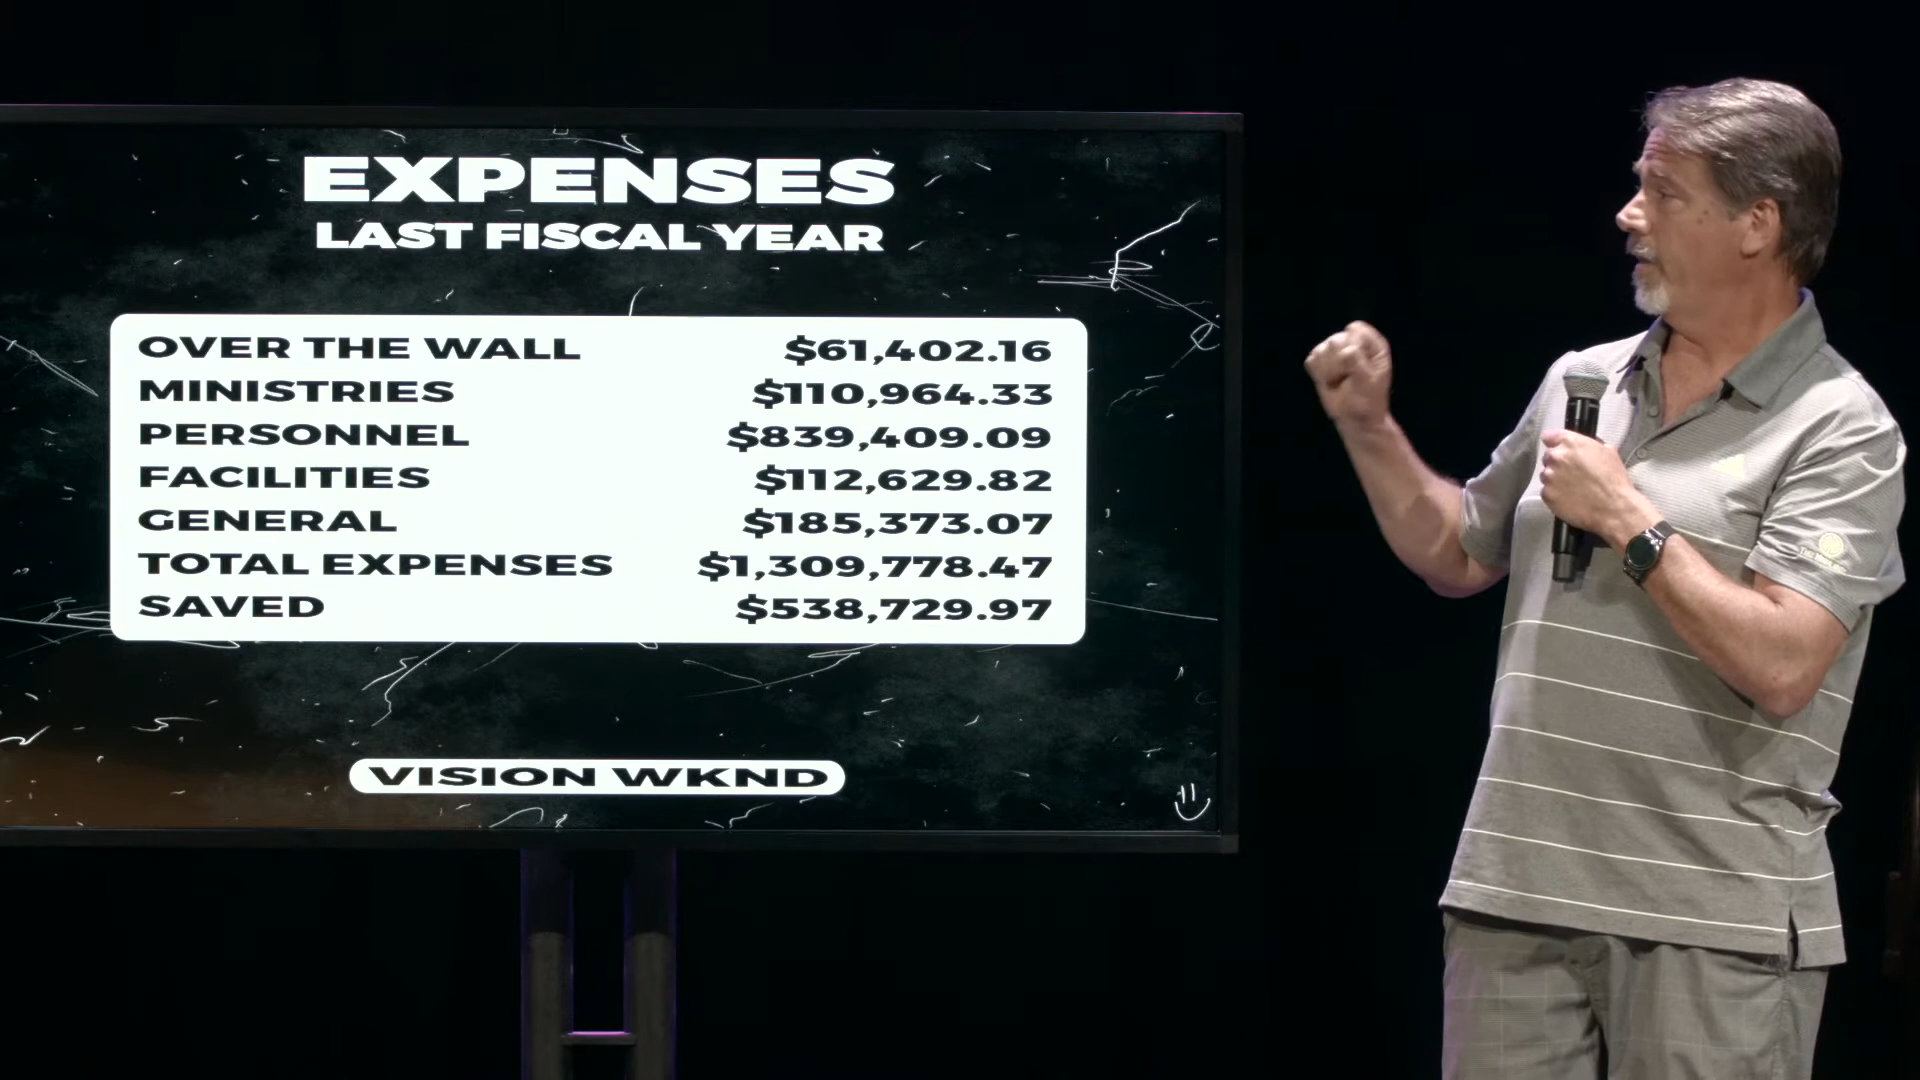 EXPENSES
LAST FISCAL YEAR
OVER THE WALL $61,402.16
MINISTRIES $110,964.33
PERSONNEL $839,409.09
FACILITIES $112,629.82
GENERAL $185,373.07
TOTAL EXPENSES $1,309,778.47
SAVED $538,729.97
VISION WKND